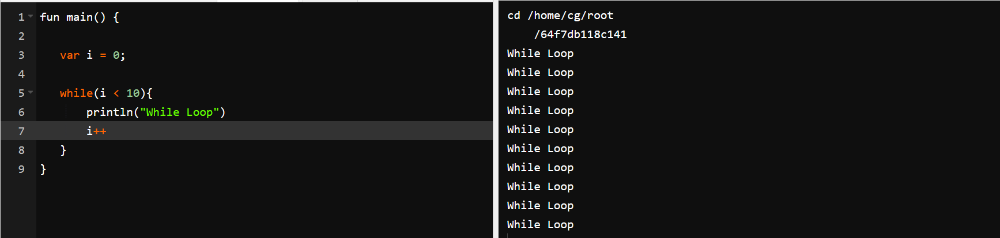 1 fun main() {
2
3 var i = 0;
4
5 while(i < 10){
6 println("While Loop")
7 i++
8 }
9 }
cd /home/cg/root
/64f7db118c141
While Loop
While Loop
While Loop
While Loop
While Loop
While Loop
While Loop
While Loop
While Loop
While Loop